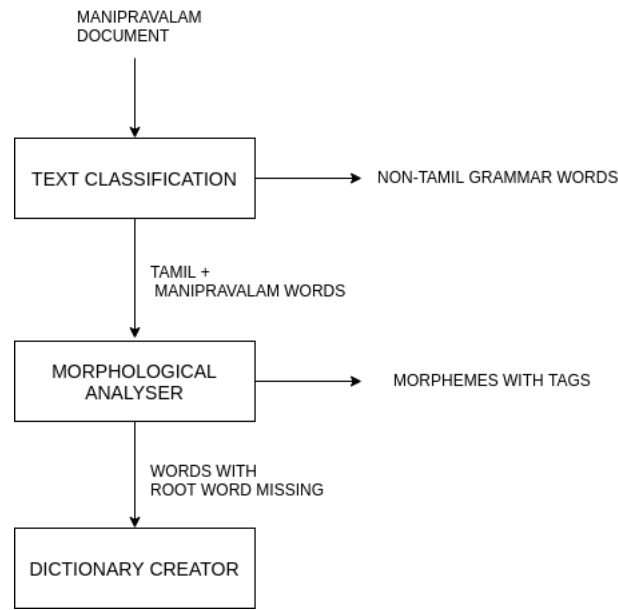 MANIPRAVALAM
DOCUMENT
TEXT CLASSIFICATION
NON-TAMIL GRAMMAR WORDS
TAMIL +
MANIPRAVALAM WORDS
MORPHOLOGICAL
ANALYSER
MORPHEMES WITH TAGS
WORDS WITH
ROOT WORD MISSING
DICTIONARY CREATOR